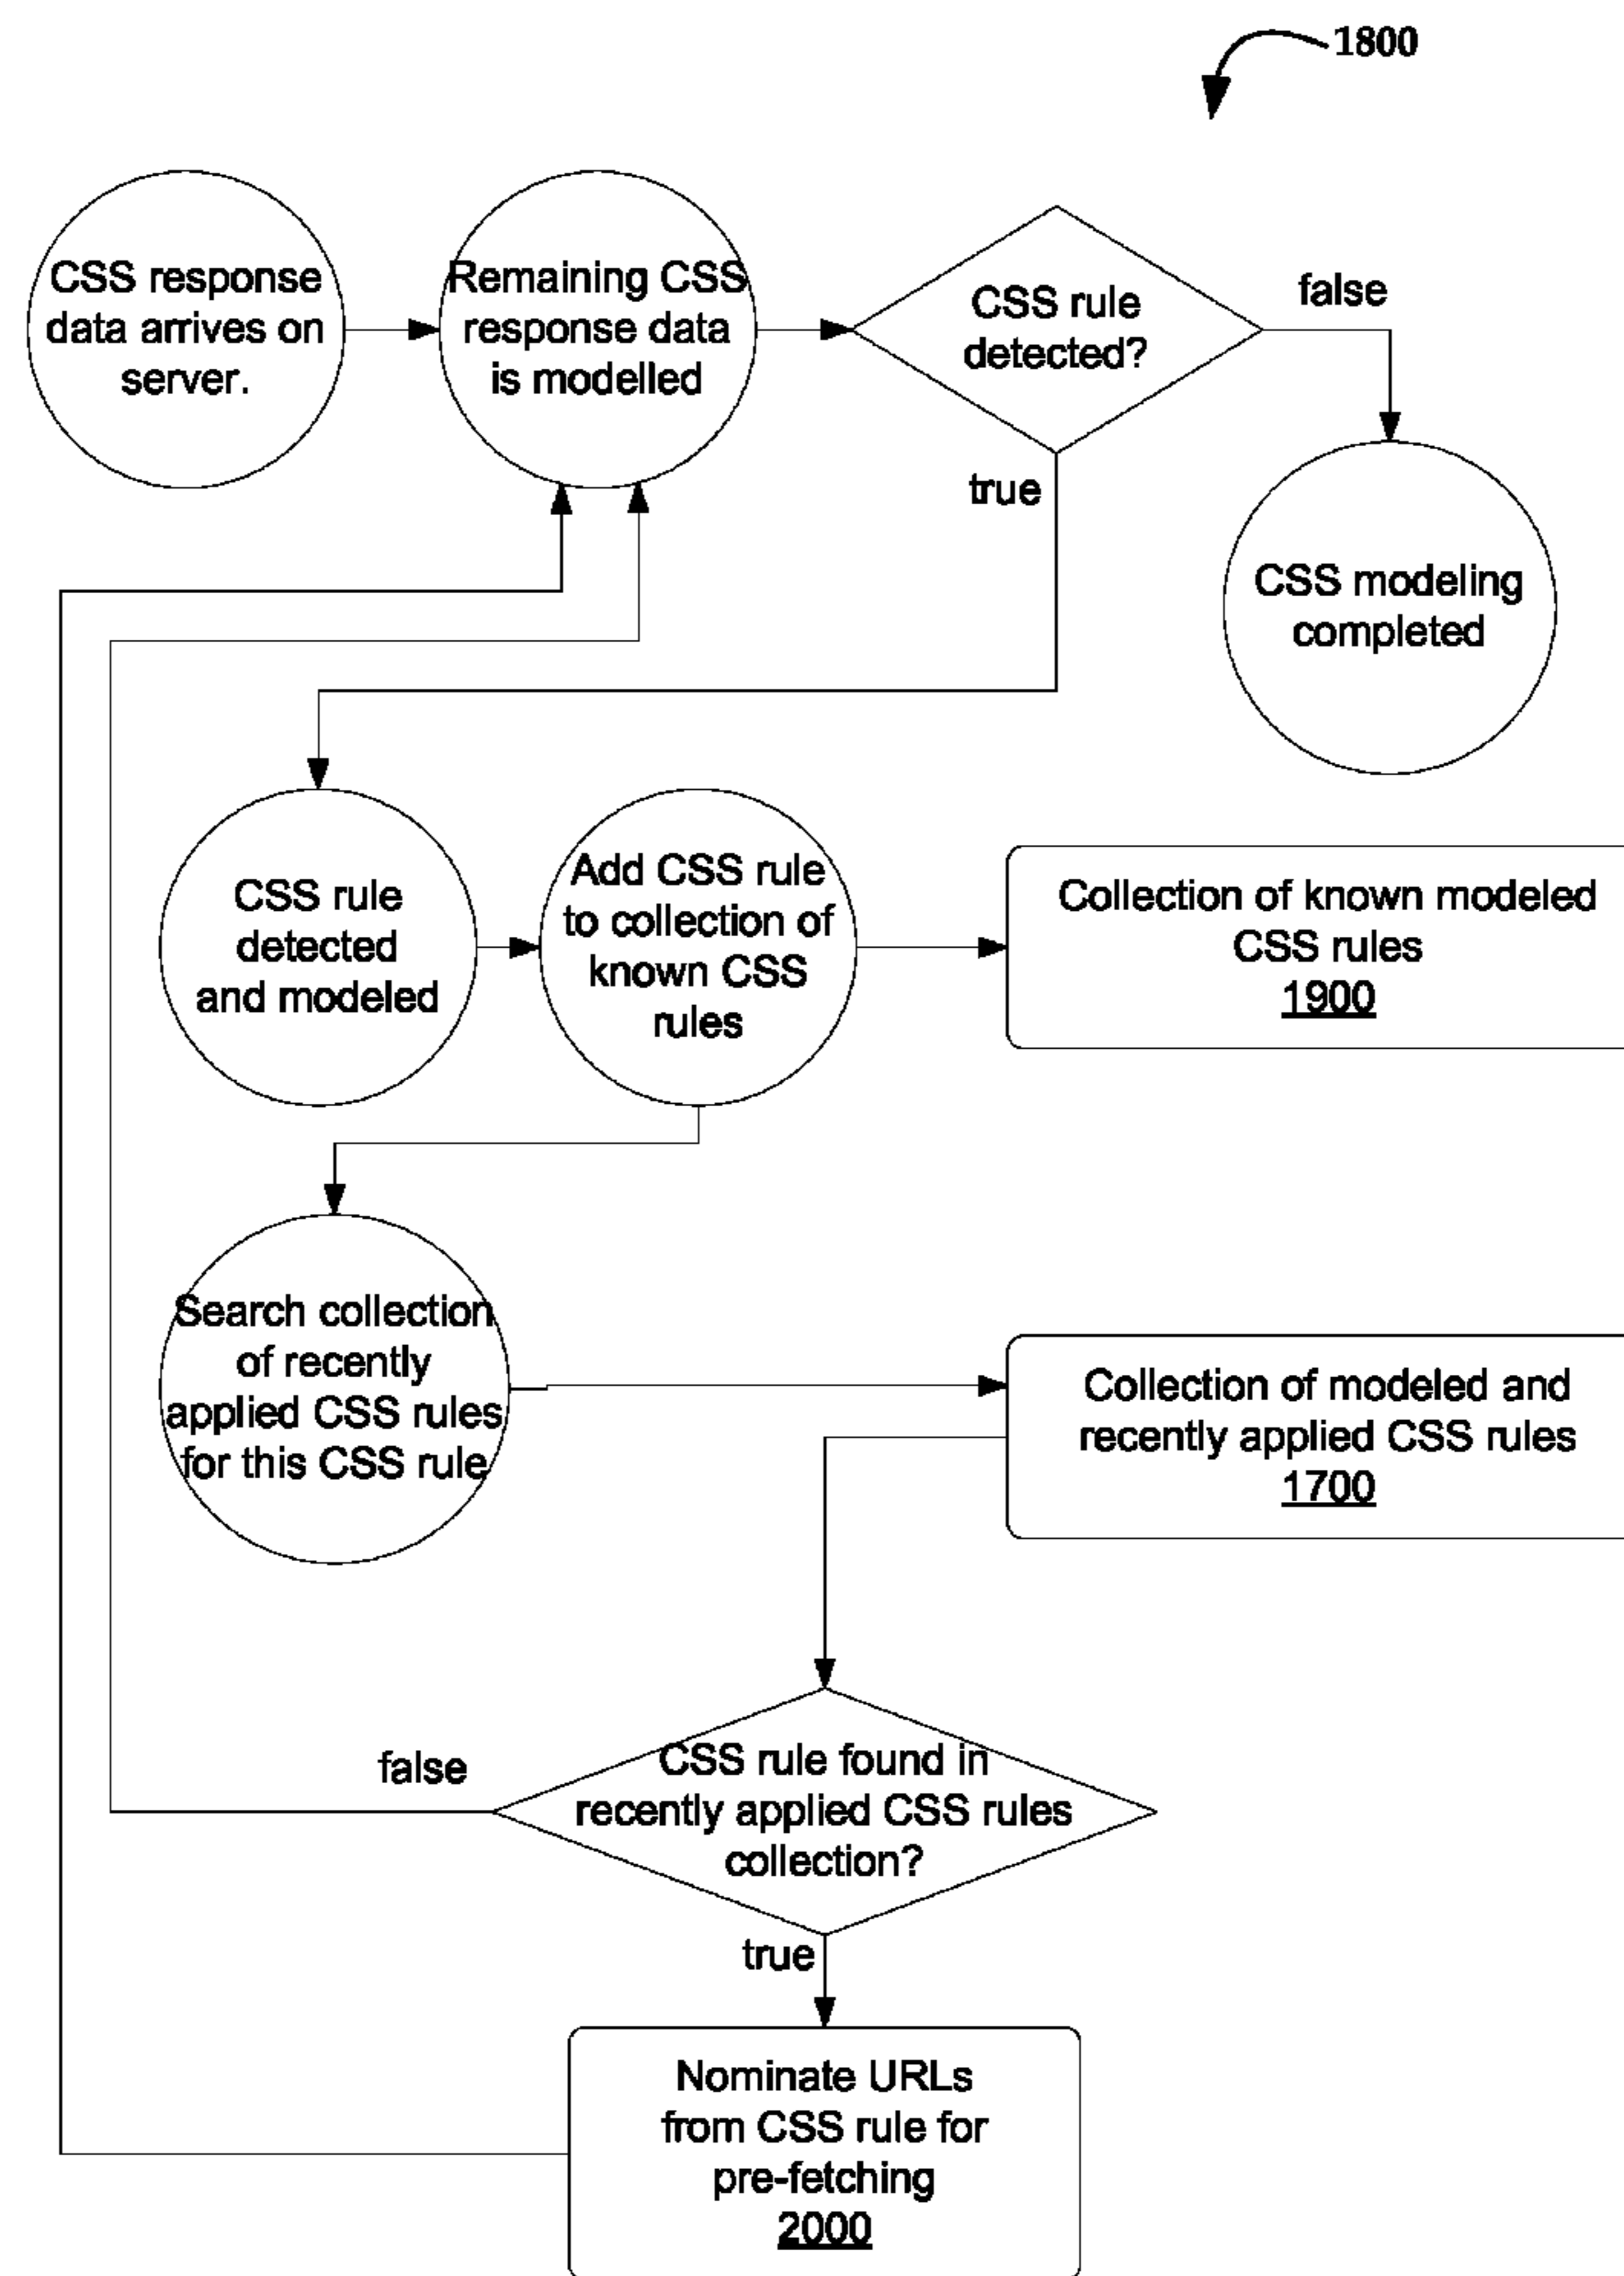 1800
CSS response
data arrives on
server.
Remaining CSS
response data
is modelled
CSS rule
detected?
false
true
CSS modeling
completed
CSS rule
detected
and modeled
Add CSS rule
to collection of
known CSS
rules
Collection of known modeled
CSS rules
1900
Search collection
of recently
applied CSS rules
for this CSS rule
Collection of modeled and
recently applied CSS rules
1700
false
CSS rule found in
recently applied CSS rules
collection?
true
Nominate URLs
from CSS rule for
pre-fetching
2000